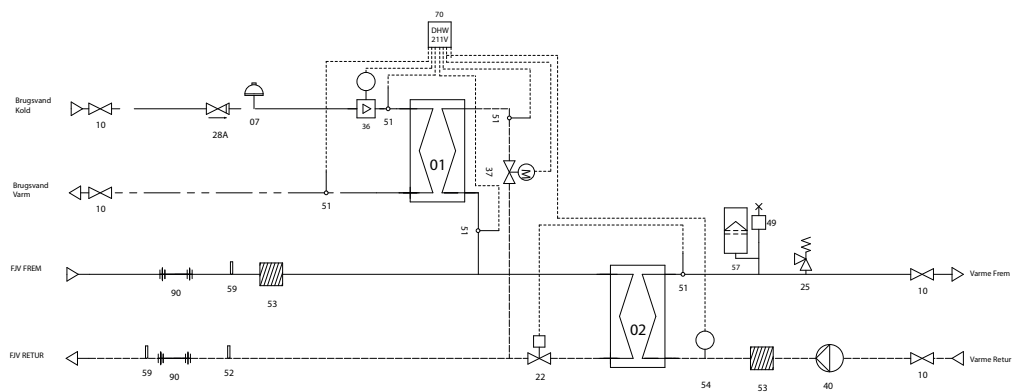 70
DHW
211V
Brugsvand
Kold
10
28A
07
36
51
51
01
37
M
Brugsvand
Varm
10
51
51
49
57
FJV FREM
90
59
53
51
25
10
Varme Frem
02
FJV RETUR
59
90
52
22
54
53
40
10
Varme Retur